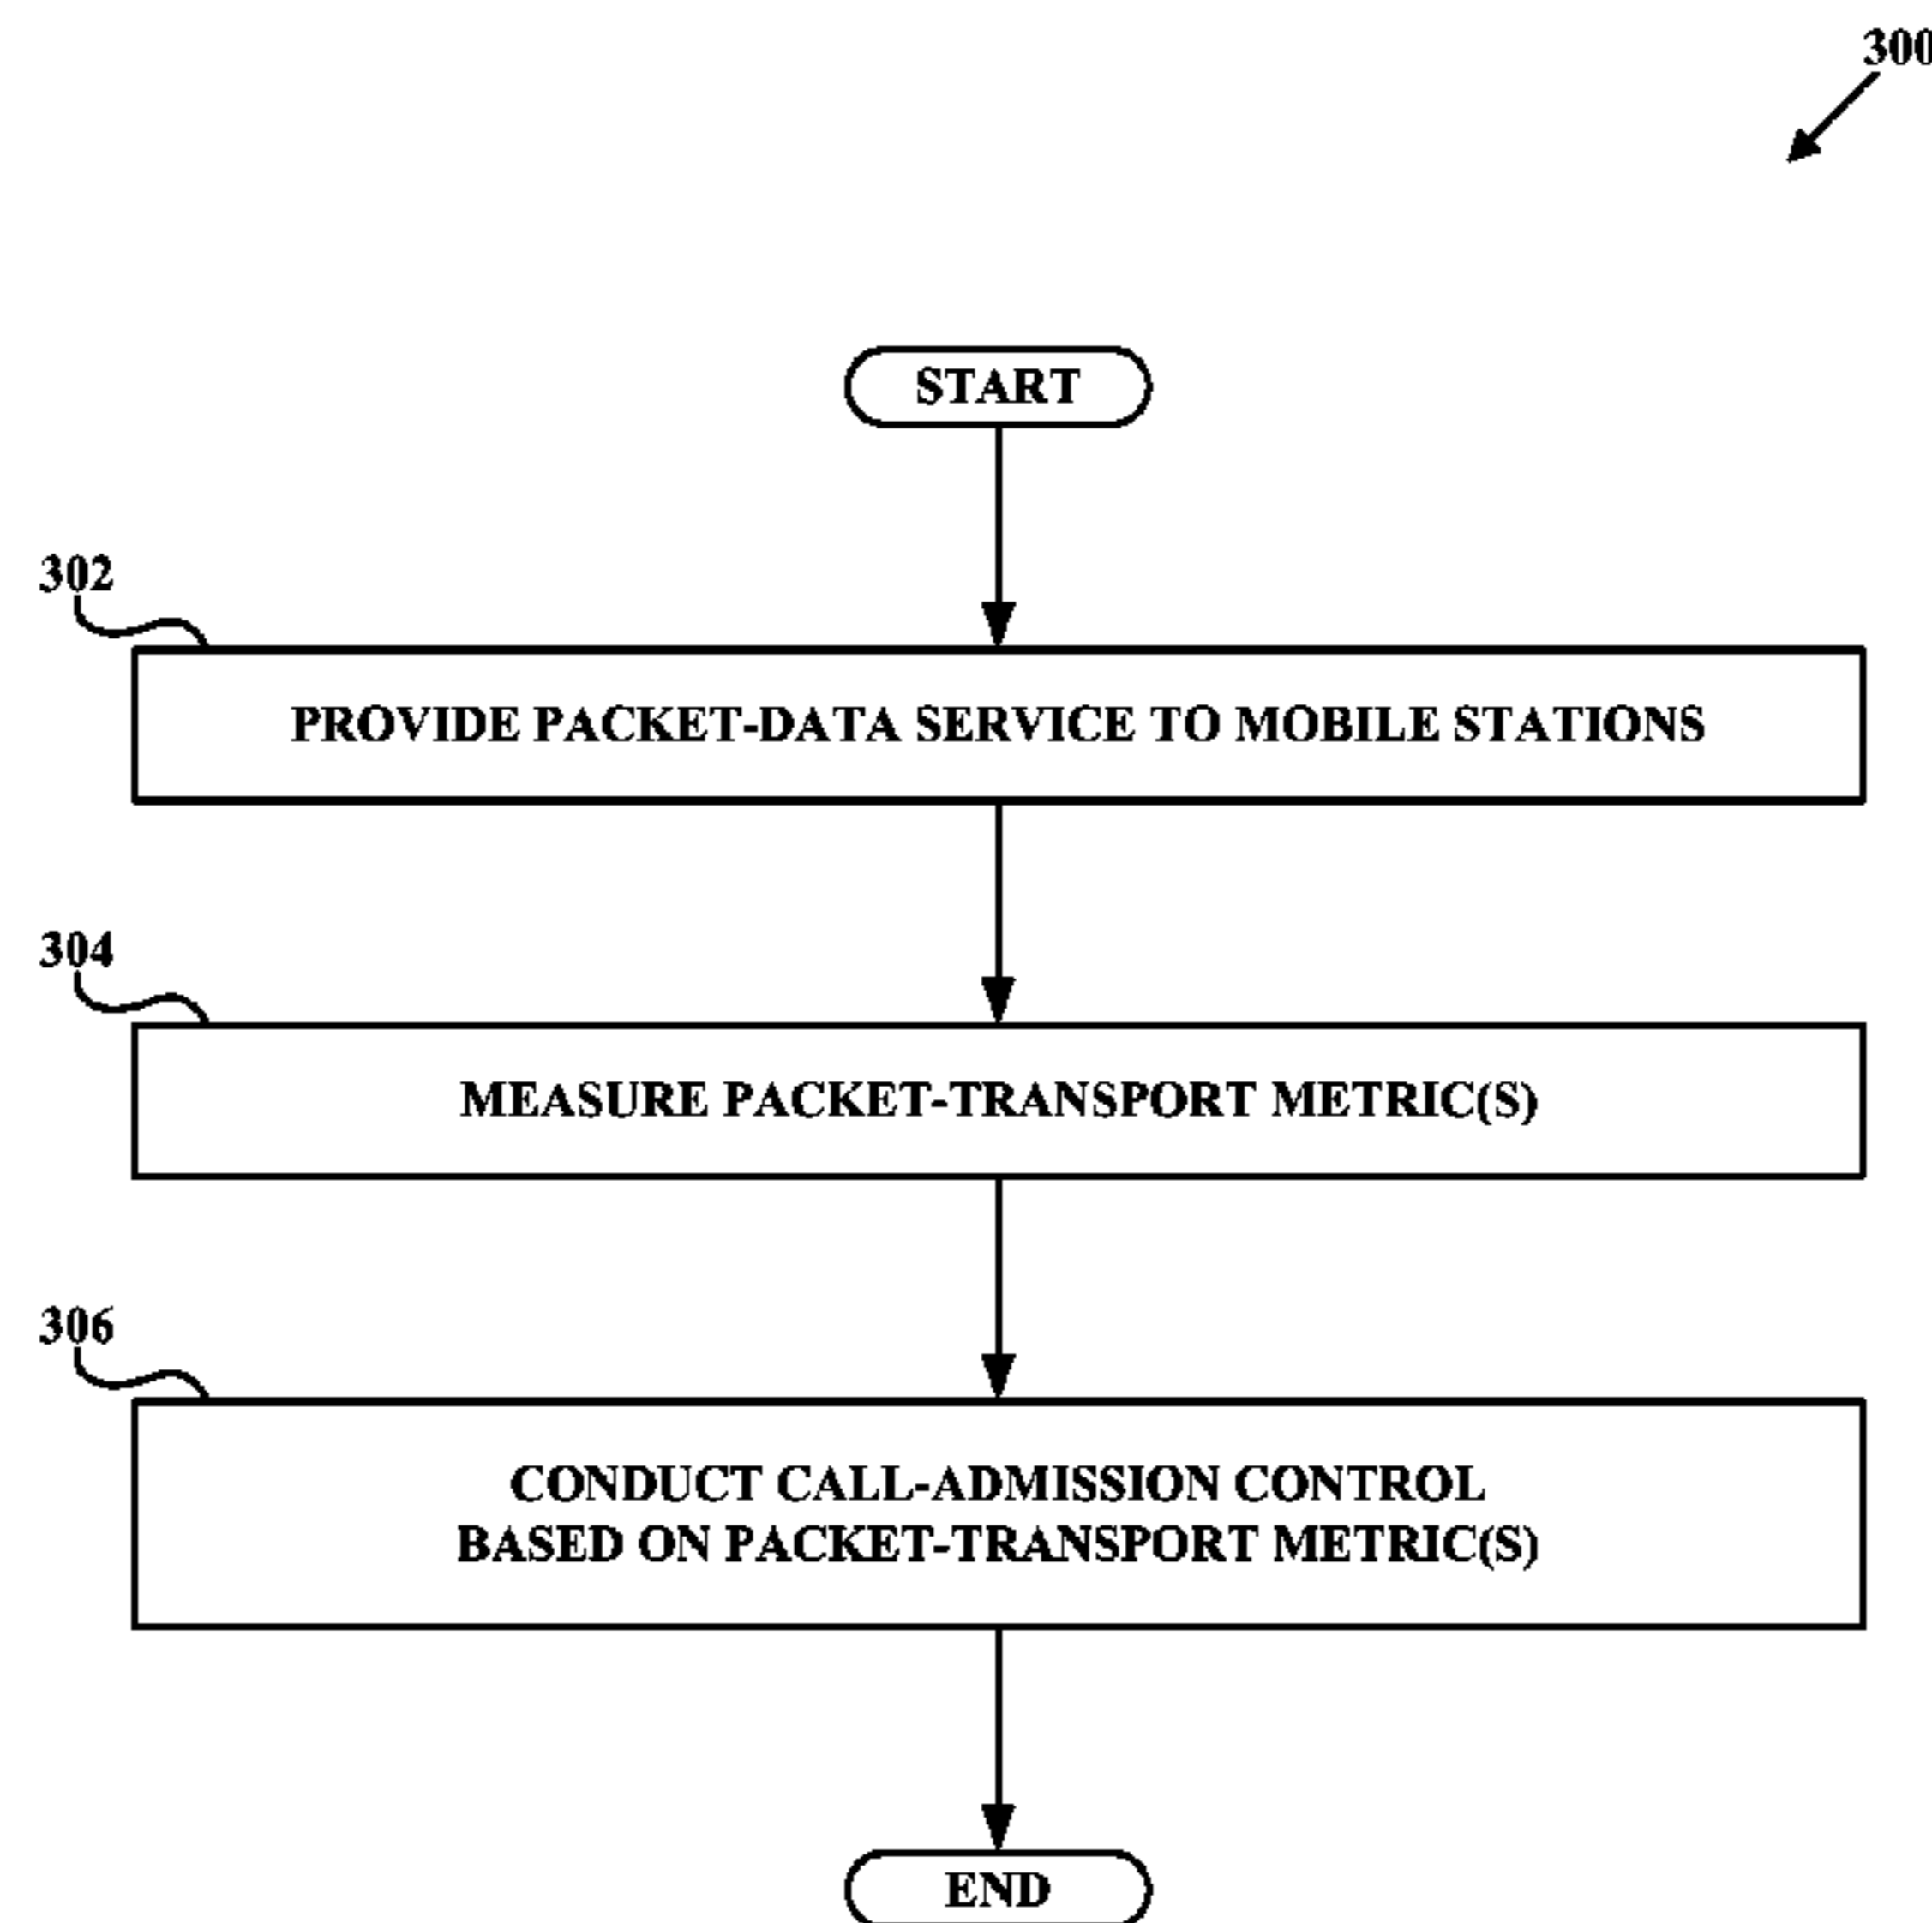 300
START
302
PROVIDE PACKET-DATA SERVICE TO MOBILE STATIONS
304
MEASURE PACKET-TRANSPORT METRIC(S)
306
CONDUCT CALL-ADMISSION CONTROL
BASED ON PACKET-TRANSPORT METRIC(S)
END